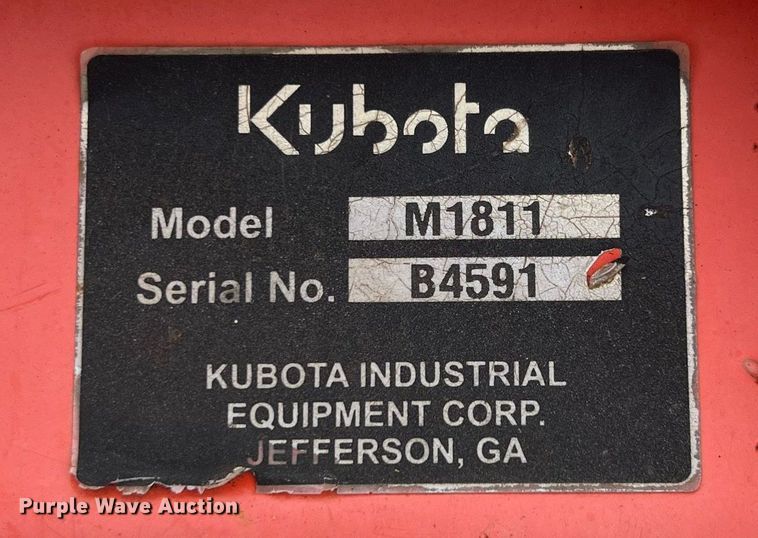 Kubota
Model M1811
Serial No. B4591
KUBOTA INDUSTRIAL
EQUIPMENT CORP.
JEFFERSON, GA
Purple Wave Auction